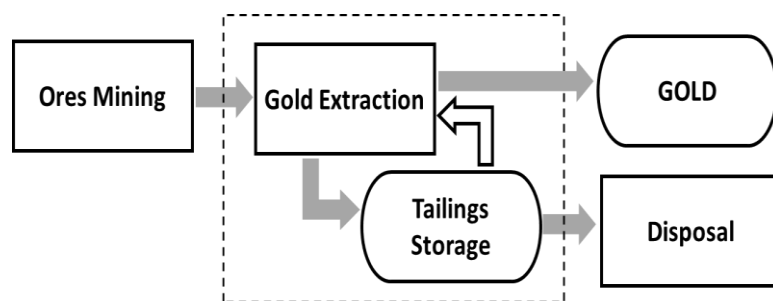 Ores Mining
Gold Extraction
GOLD
Tailings
Storage
Disposal